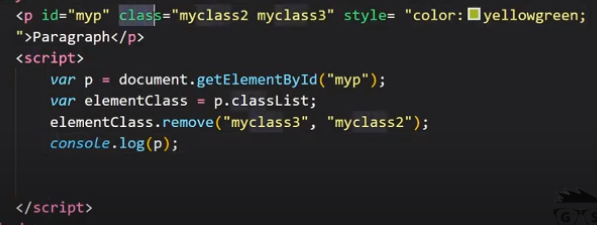 <p id="myp" class="myclass2 myclass3" style= "color:yellowgreen;
">Paragraph</p>
<script>
var p = document.getElementById("myp");
var elementClass = p.classList;
elementClass.remove("myclass3", "myclass2");
console.log(p);
</script>
G S